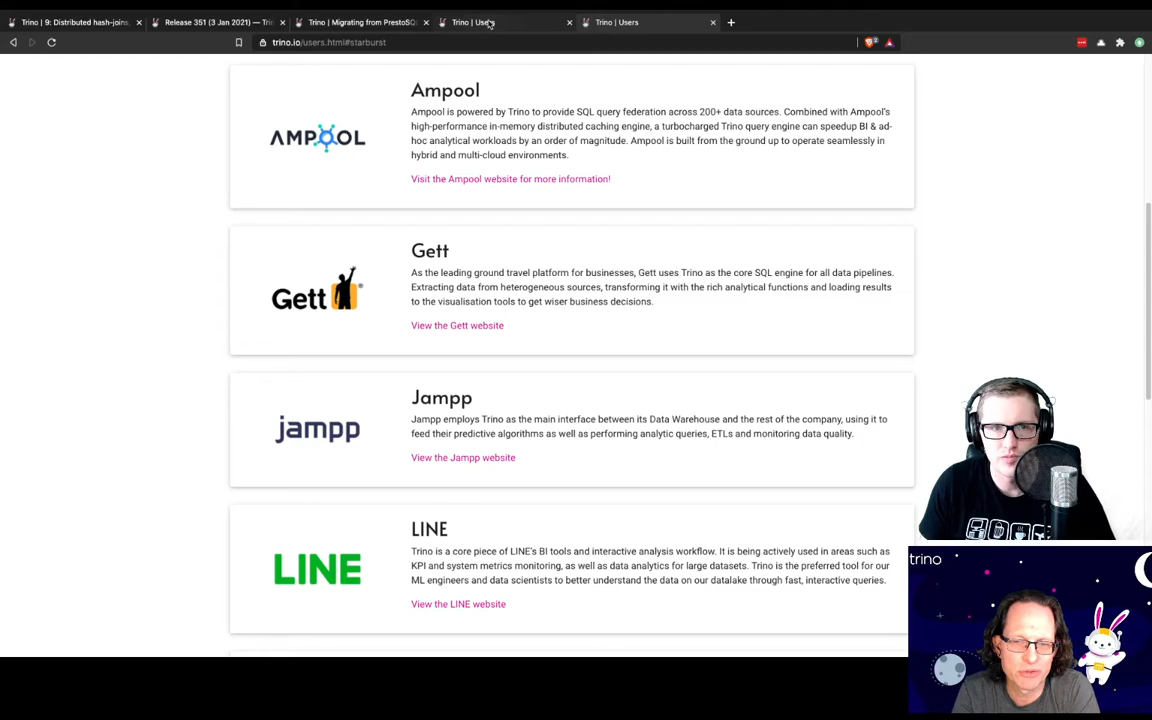 Trino | 9: Distributed hash-joins,
Release 351 (3 Jan 2021) — Tri
Trino | Migrating from PrestoSQ
Trino | Users
Trino | Users
trino.io/users.html#starburst
AMPOOL
Ampool
Ampool is powered by Trino to provide SQL query federation across 200+ data sources. Combined with Ampool's
high-performance in-memory distributed caching engine, a turbocharged Trino query engine can speedup BI & ad-
hoc analytical workloads by an order of magnitude. Ampool is built from the ground up to operate seamlessly in
hybrid and multi-cloud environments.
Visit the Ampool website for more information!
Gett
Gett
As the leading ground travel platform for businesses, Gett uses Trino as the core SQL engine for all data pipelines.
Extracting data from heterogeneous sources, transforming it with the rich analytical functions and loading results
to the visualisation tools to get wiser business decisions.
View the Gett website
jampp
Jampp
Jampp employs Trino as the main interface between its Data Warehouse and the rest of the company, using it to
feed their predictive algorithms as well as performing analytic queries, ETLs and monitoring data quality.
View the Jampp website
LINE
LINE
Trino is a core piece of LINE's BI tools and interactive analysis workflow. It is being actively used in areas such as
KPI and system metrics monitoring, as well as data analytics for large datasets. Trino is the preferred tool for our
ML engineers and data scientists to better understand the data on our datalake through fast, interactive queries.
View the LINE website
trino